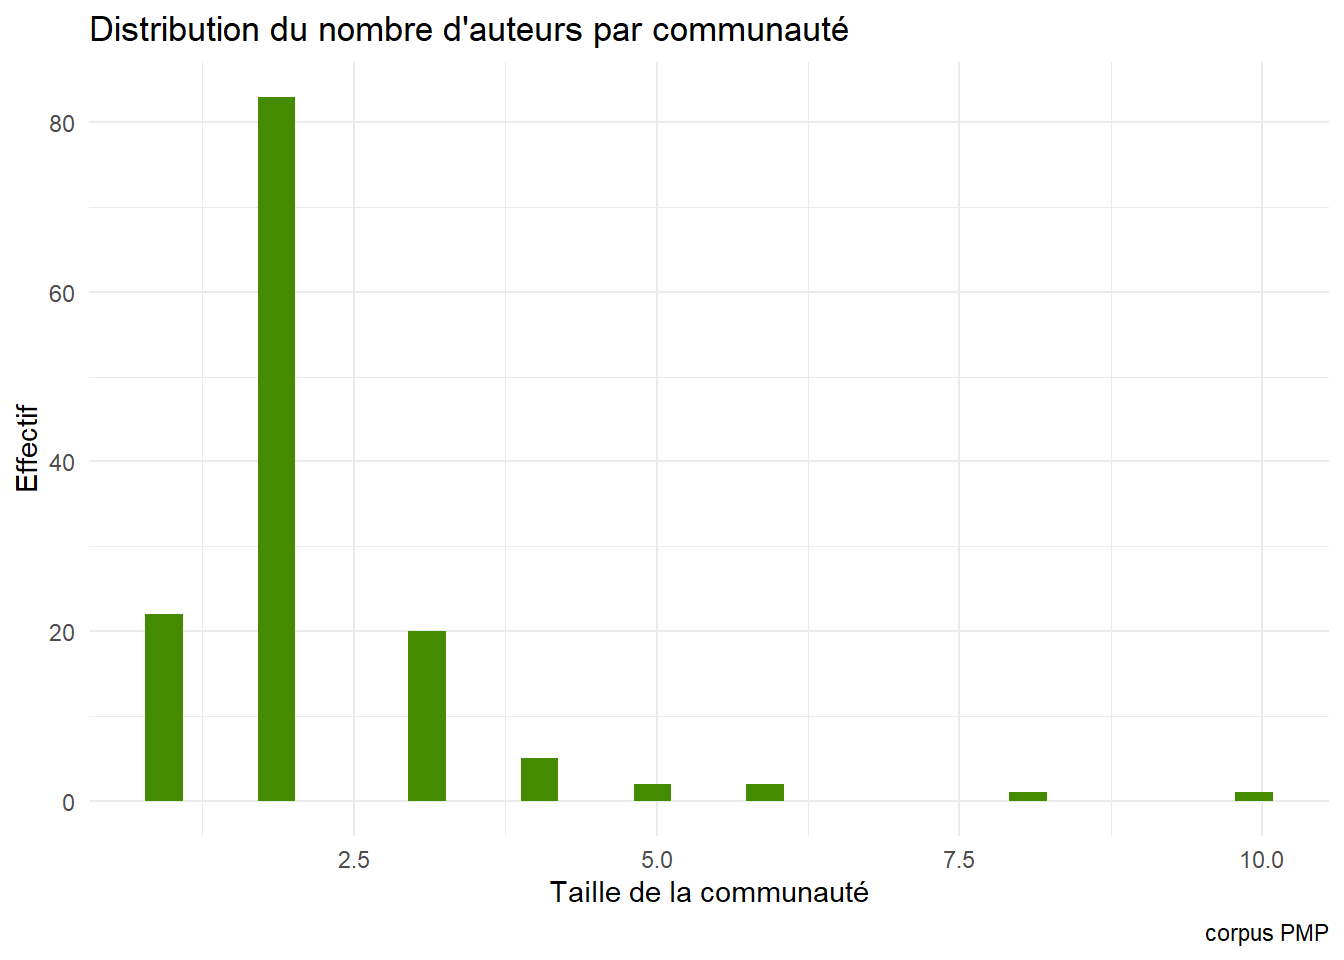 Distribution du nombre d'auteurs par communauté
80
60
40
20
0
Effectif
2.5 5.0 7.5 10.0
Taille de la communauté
corpus PMP